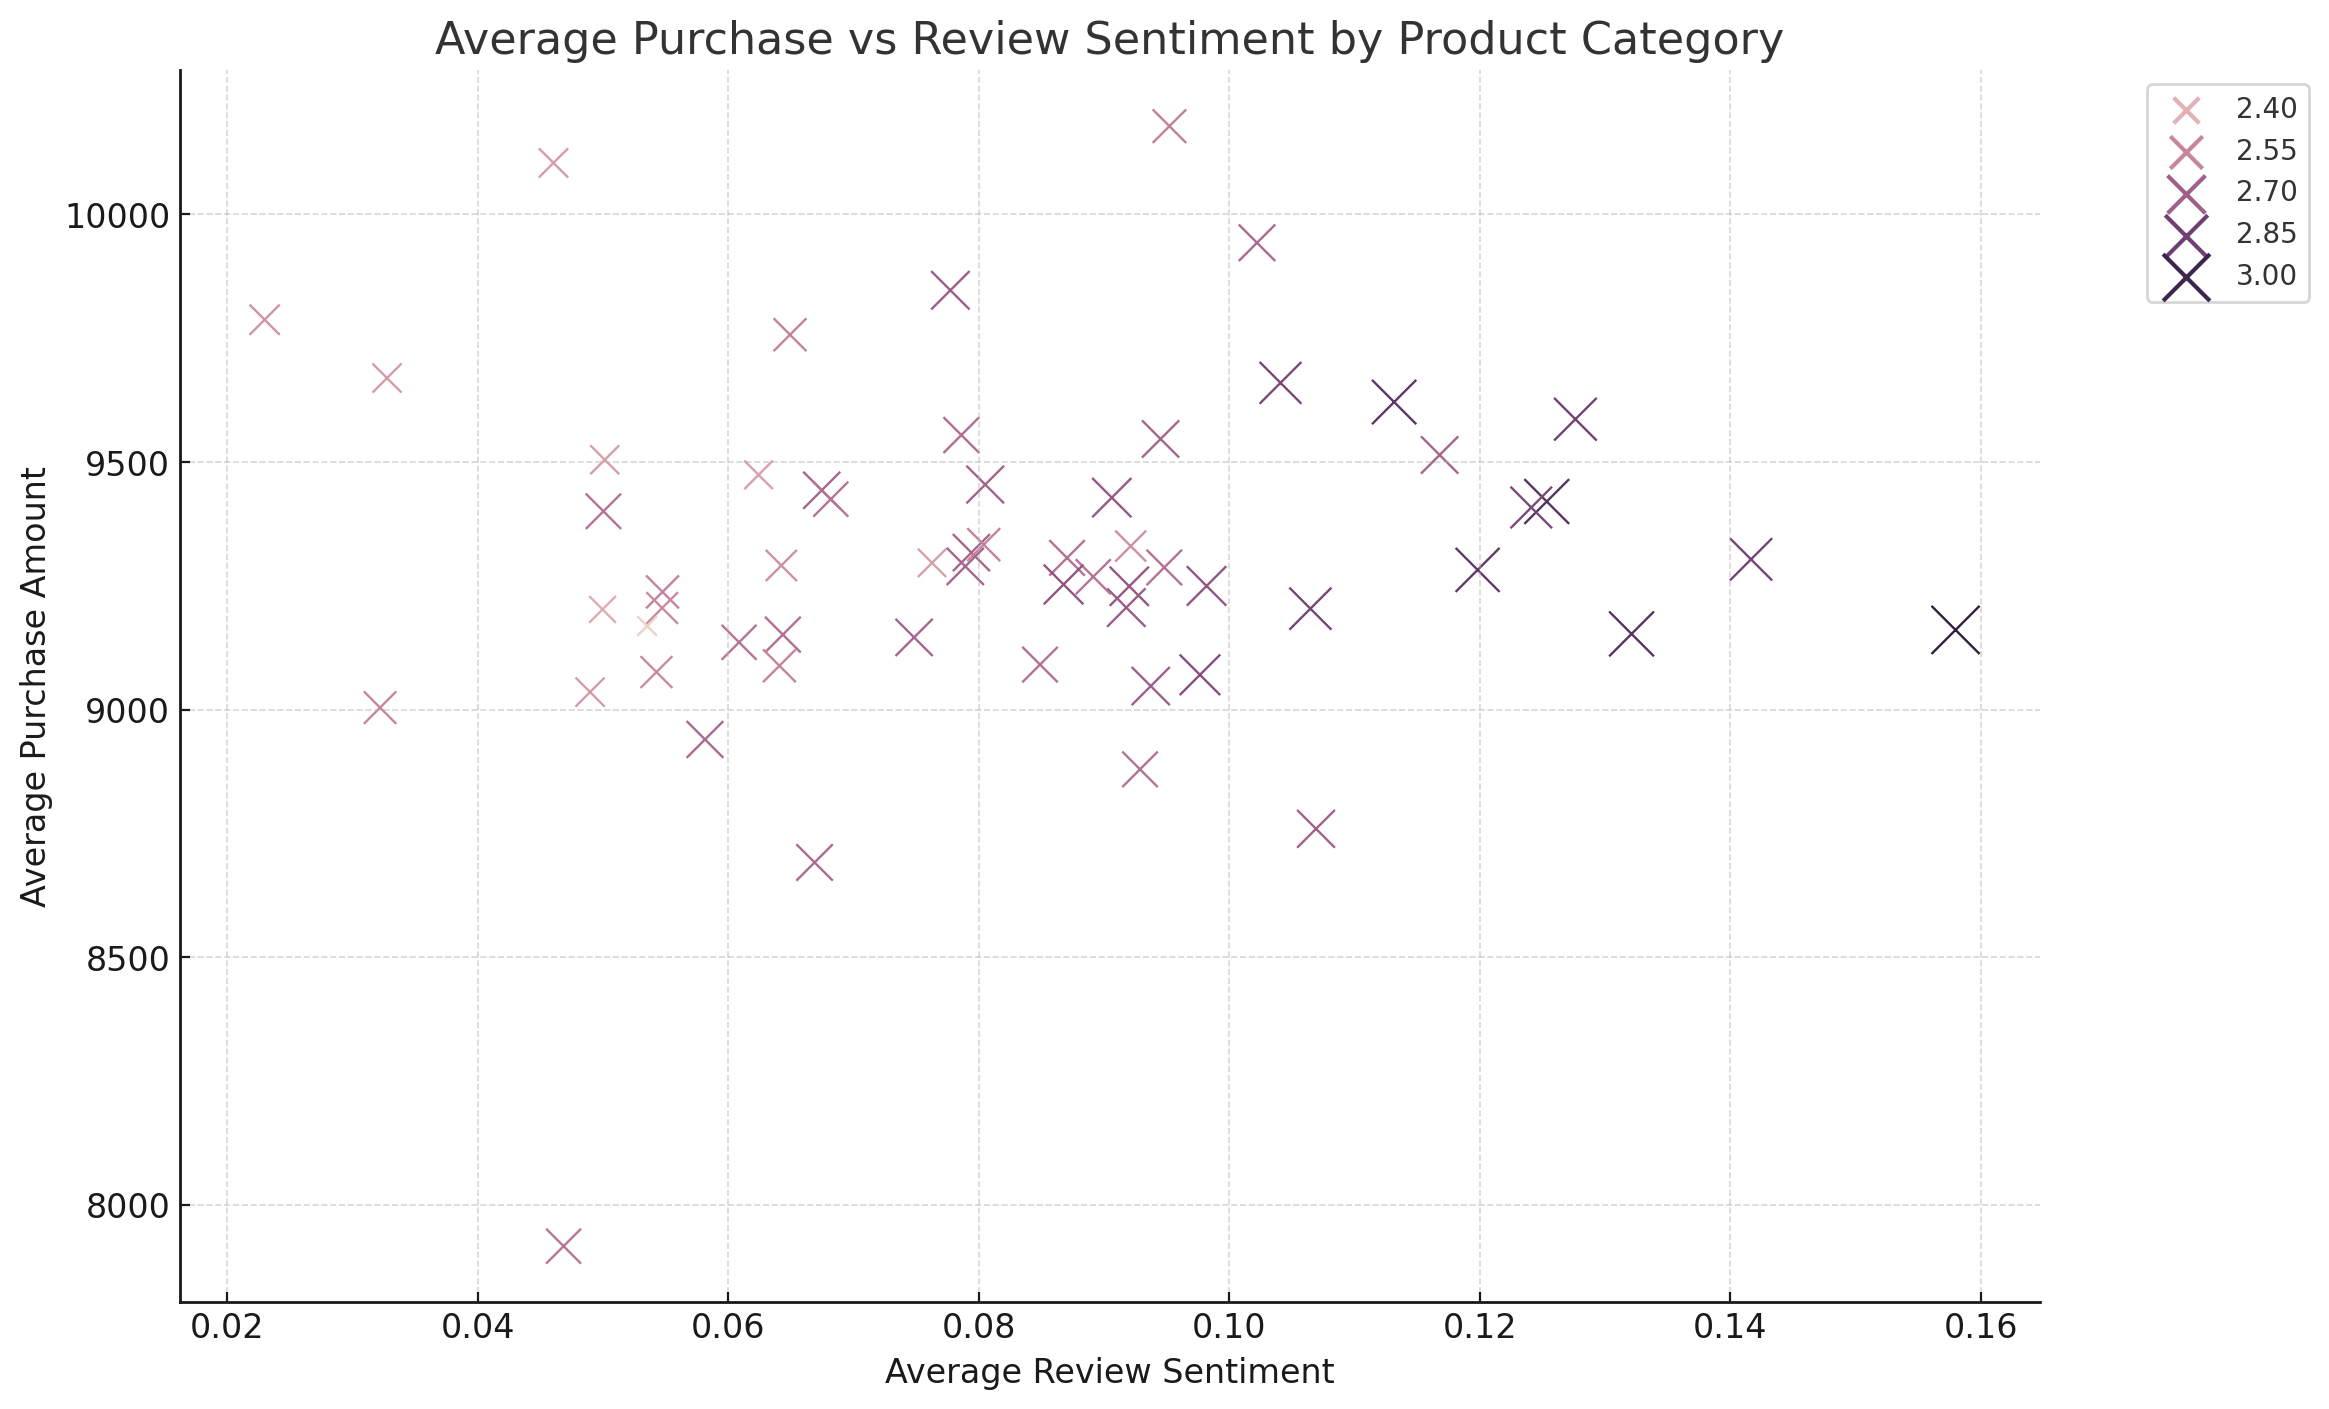 Average Purchase vs Review Sentiment by Product Category
2.40
2.55
2.70
2.85
3.00
Average Purchase Amount
10000
9500
9000
8500
8000
0.02 0.04 0.06 0.08 0.10 0.12 0.14 0.16
Average Review Sentiment